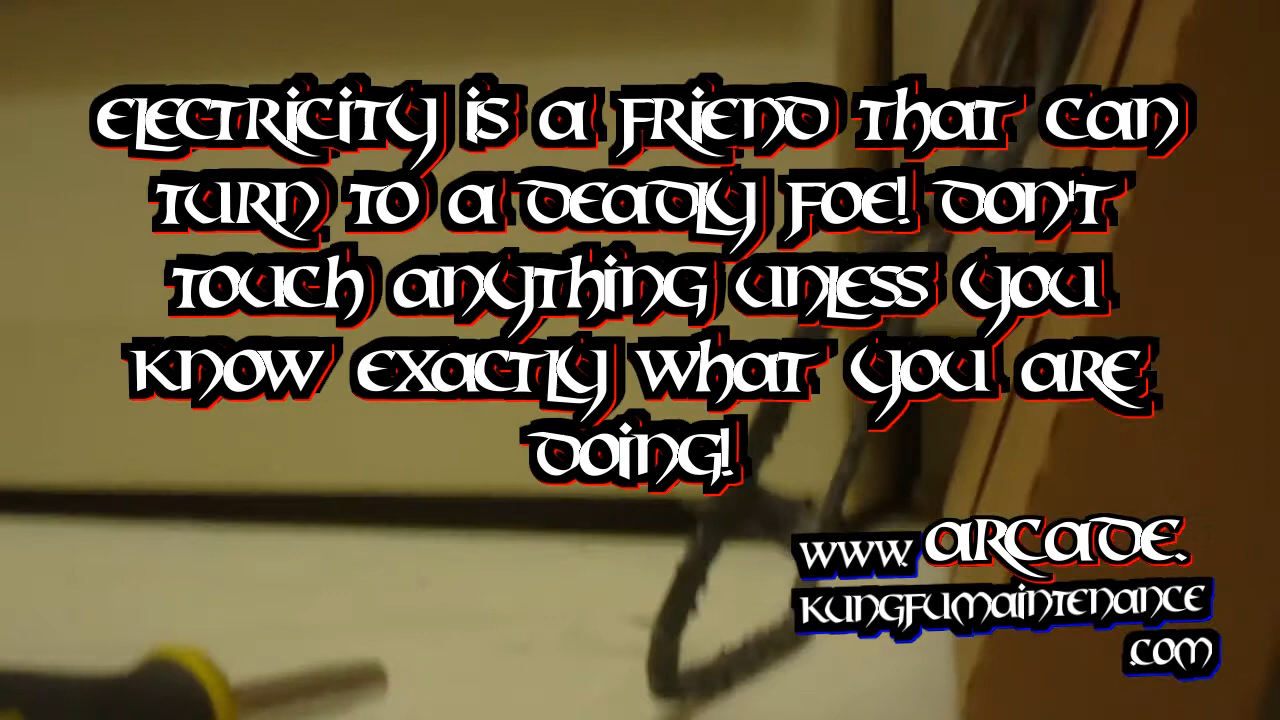 Electricity is a friend that can
turn to a deadly foe! Don't
touch anything unless you
know exactly what you are
doing!
www.arcade.
kungfumaintenance
.com